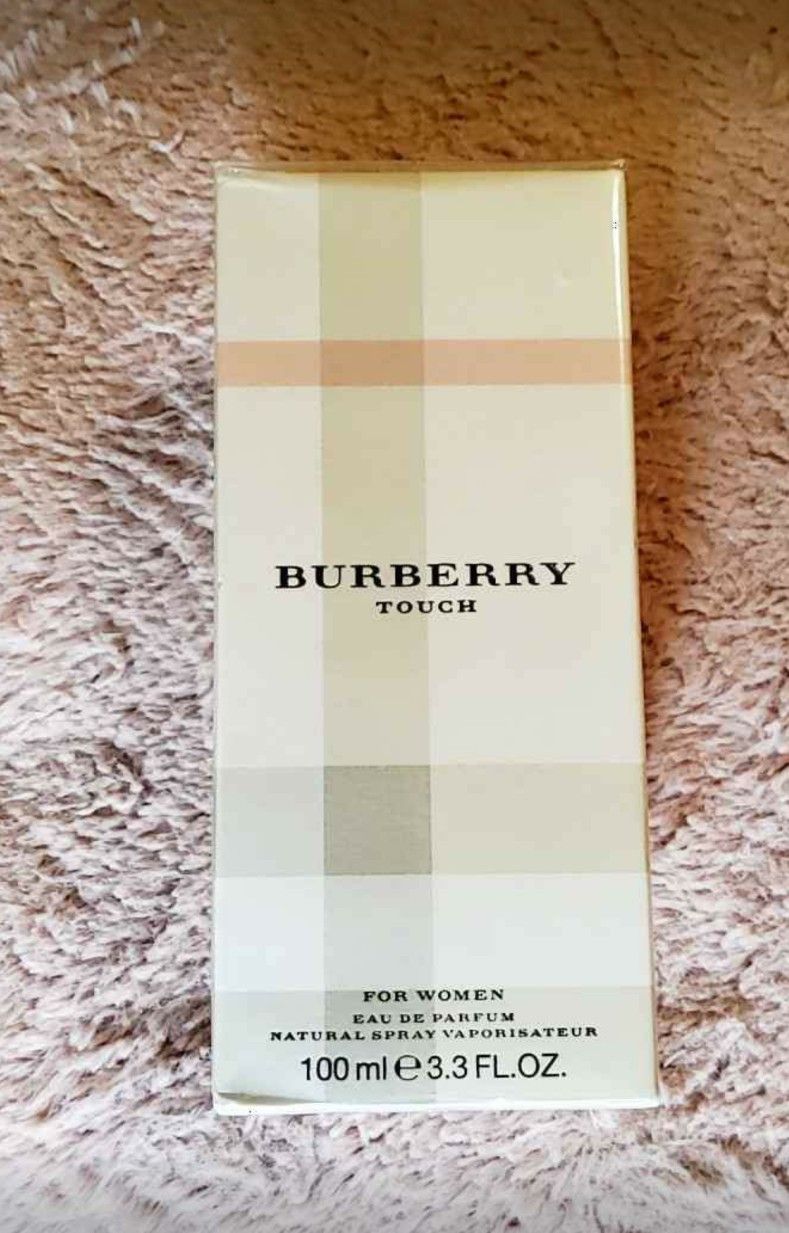 BURBERRY
TOUCH
FOR WOMEN
EAU DE PARFUM
NATURAL SPRAY VAPORISATEUR
100 ml ℮ 3.3 FL.OZ.